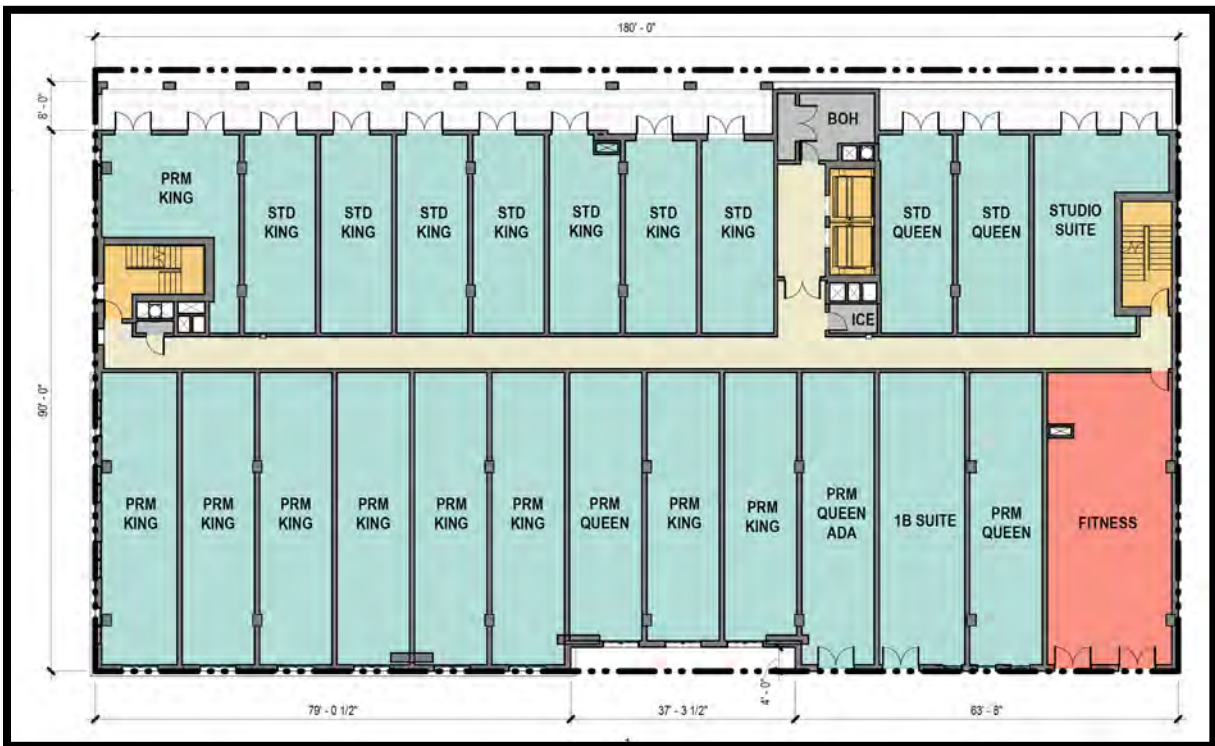 180' - 0"
8' - 0"
BOH
PRM
KING
STD
KING
STD
KING
STD
KING
STD
KING
STD
KING
STD
KING
STD
KING
STD
QUEEN
STD
QUEEN
STUDIO
SUITE
ICE
90' - 0"
PRM
KING
PRM
KING
PRM
KING
PRM
KING
PRM
KING
PRM
KING
PRM
QUEEN
PRM
KING
PRM
KING
PRM
QUEEN
ADA
1B SUITE
PRM
QUEEN
FITNESS
4' - 0"
79' - 0 1/2"
37' - 3 1/2"
63' - 8"